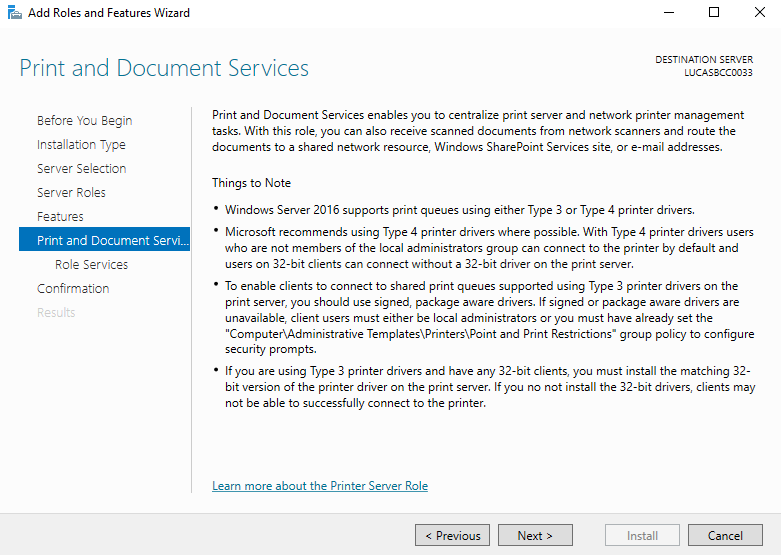 Add Roles and Features Wizard
Print and Document Services
DESTINATION SERVER
LUCASBCC0033
Before You Begin
Installation Type
Server Selection
Server Roles
Features
Print and Document Servi...
Role Services
Confirmation
Results
Print and Document Services enables you to centralize print server and network printer management
tasks. With this role, you can also receive scanned documents from network scanners and route the
documents to a shared network resource, Windows SharePoint Services site, or e-mail addresses.
Things to Note
• Windows Server 2016 supports print queues using either Type 3 or Type 4 printer drivers.
• Microsoft recommends using Type 4 printer drivers where possible. With Type 4 printer drivers users
who are not members of the local administrators group can connect to the printer by default and
users on 32-bit clients can connect without a 32-bit driver on the print server.
• To enable clients to connect to shared print queues supported using Type 3 printer drivers on the
print server, you should use signed, package aware drivers. If signed or package aware drivers are
unavailable, client users must either be local administrators or you must have already set the
"Computer\Administrative Templates\Printers\Point and Print Restrictions" group policy to configure
security prompts.
• If you are using Type 3 printer drivers and have any 32-bit clients, you must install the matching 32-
bit version of the printer driver on the print server. If you no not install the 32-bit drivers, clients may
not be able to successfully connect to the printer.
Learn more about the Printer Server Role
< Previous
Next >
Install
Cancel